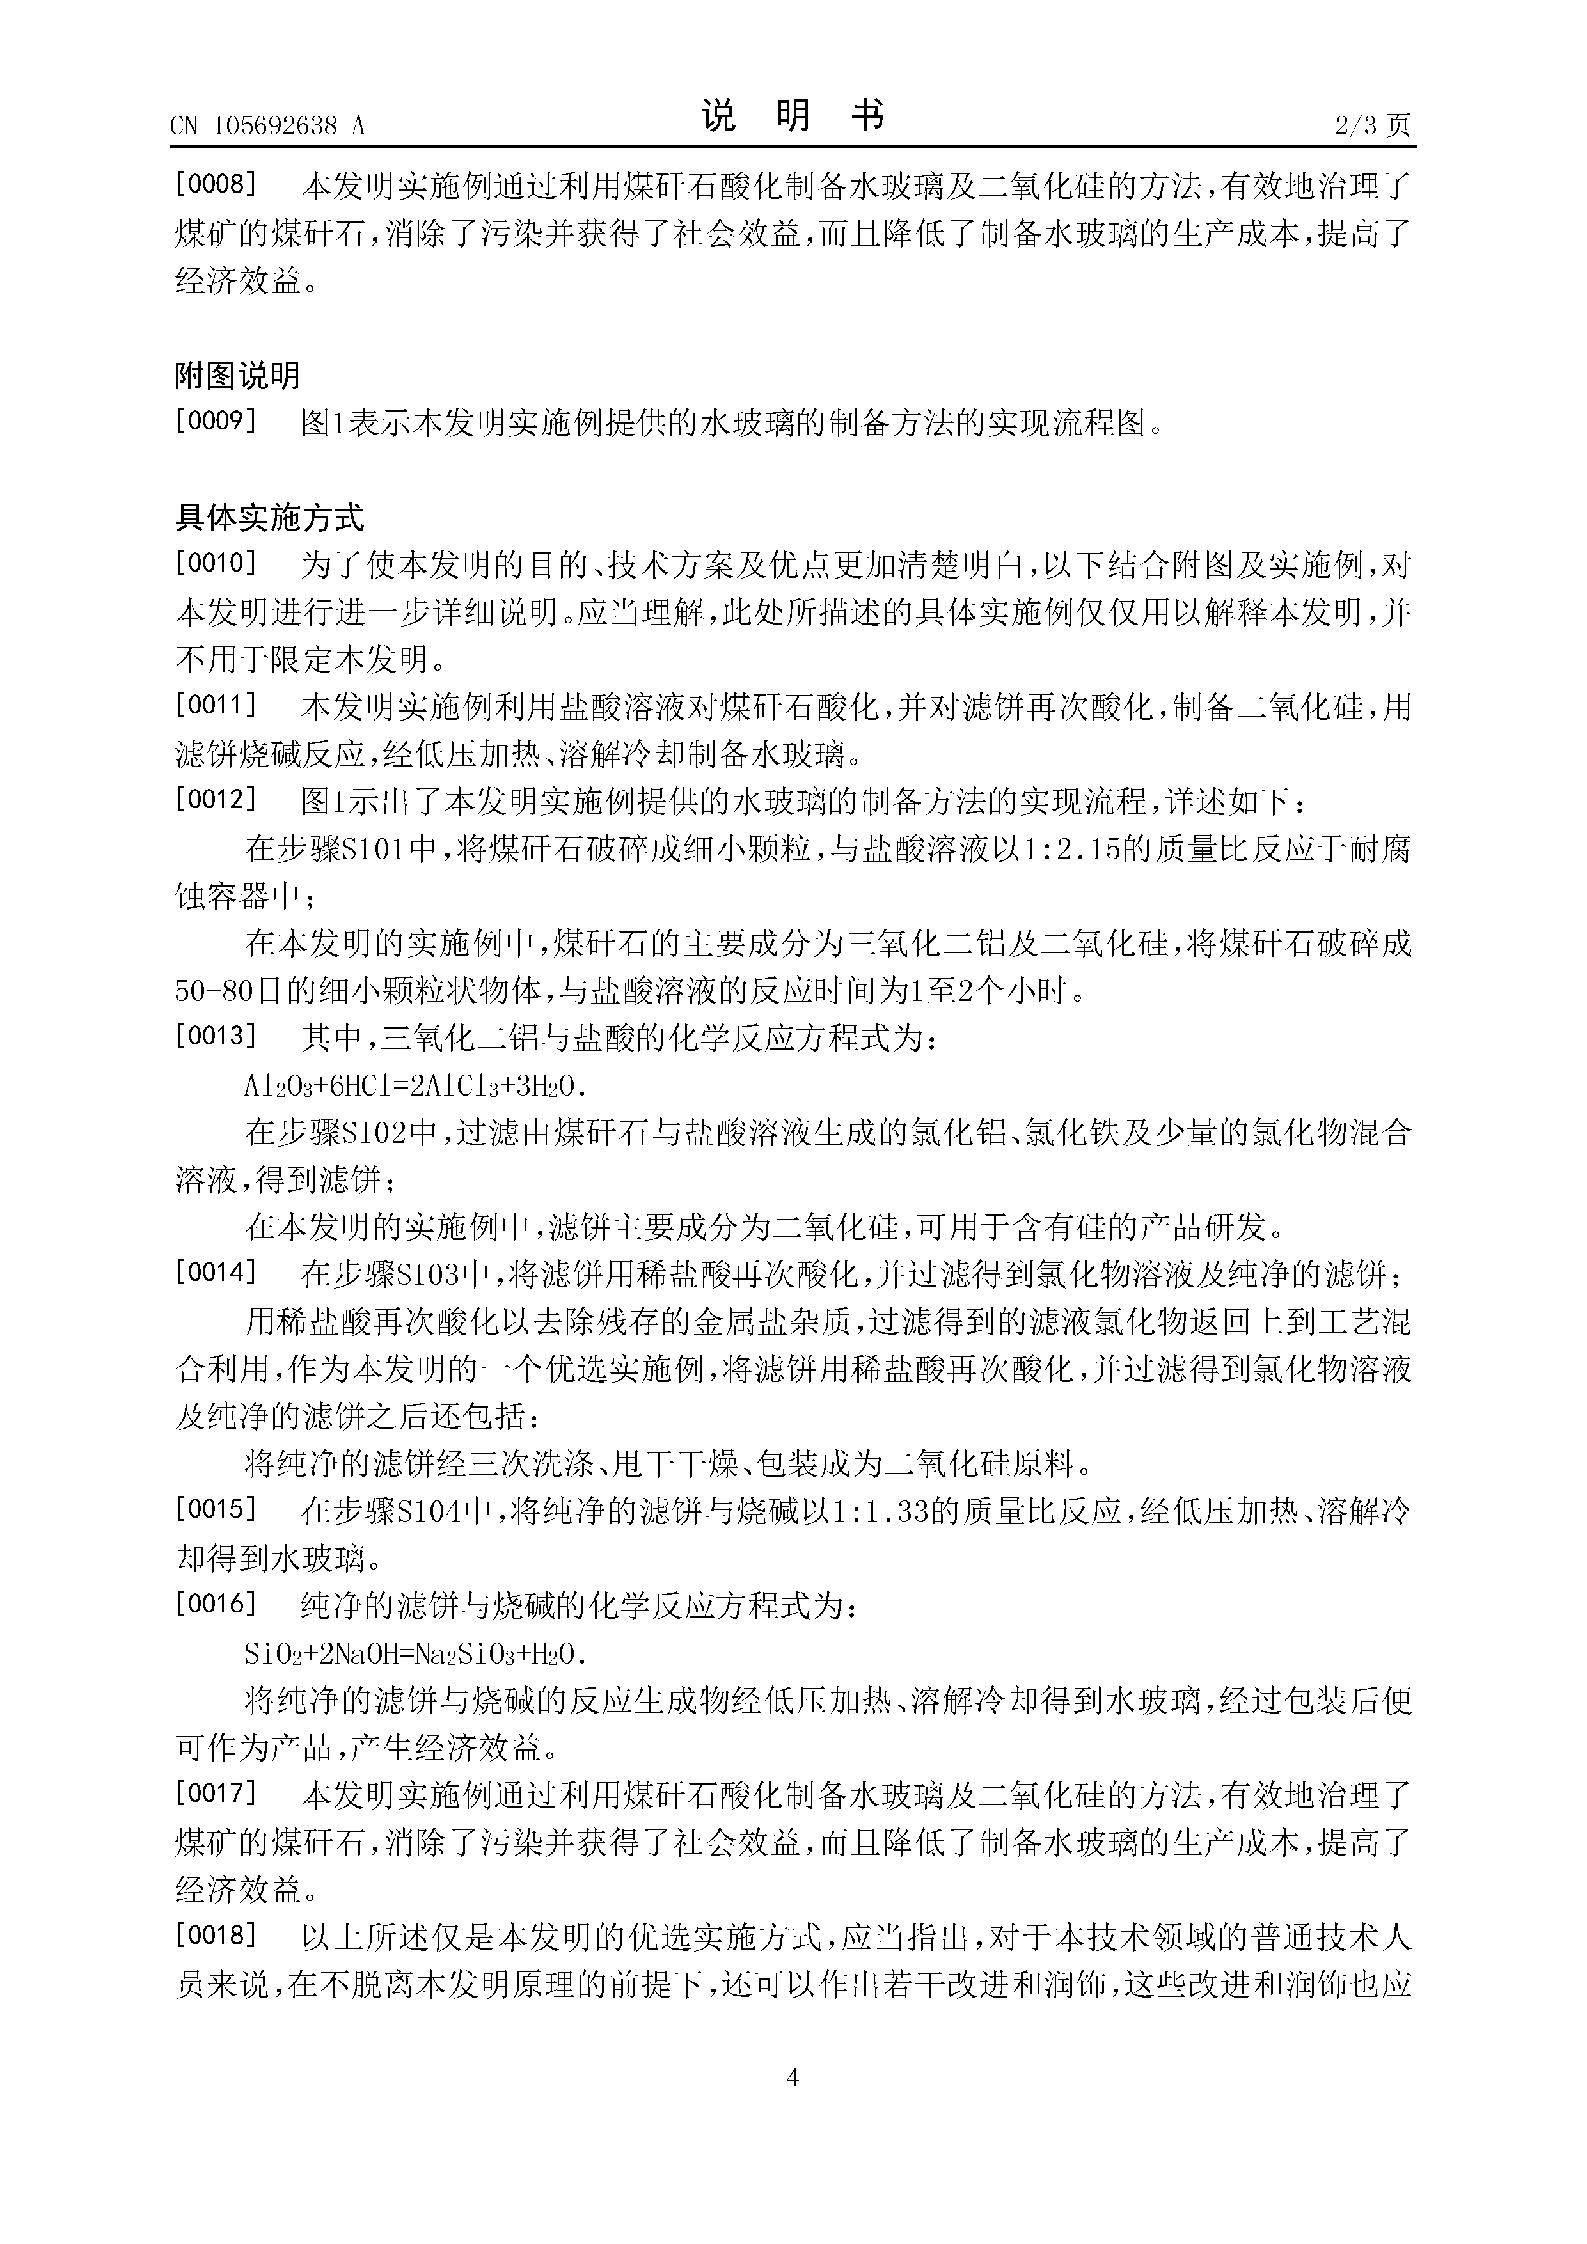 CN 105692638 A
说 明 书
2/3 页
[0008] 本发明实施例通过利用煤矸石酸化制备水玻璃及二氧化硅的方法,有效地治理了
煤矿的煤矸石,消除了污染并获得了社会效益,而且降低了制备水玻璃的生产成本,提高了
经济效益。
附图说明
[0009] 图1表示本发明实施例提供的水玻璃的制备方法的实现流程图。
具体实施方式
[0010] 为了使本发明的目的、技术方案及优点更加清楚明白,以下结合附图及实施例,对
本发明进行进一步详细说明。应当理解,此处所描述的具体实施例仅仅用以解释本发明,并
不用于限定本发明。
[0011] 本发明实施例利用盐酸溶液对煤矸石酸化,并对滤饼再次酸化,制备二氧化硅,用
滤饼烧碱反应,经低压加热、溶解冷却制备水玻璃。
[0012] 图1示出了本发明实施例提供的水玻璃的制备方法的实现流程,详述如下:
在步骤S101中,将煤矸石破碎成细小颗粒,与盐酸溶液以1:2.15的质量比反应于耐腐
蚀容器中;
在本发明的实施例中,煤矸石的主要成分为三氧化二铝及二氧化硅,将煤矸石破碎成
50-80目的细小颗粒状物体,与盐酸溶液的反应时间为1至2个小时。
[0013] 其中,三氧化二铝与盐酸的化学反应方程式为:
Al₂O₃+6HCl=2AlCl₃+3H₂O.
在步骤S102中,过滤由煤矸石与盐酸溶液生成的氯化铝、氯化铁及少量的氯化物混合
溶液,得到滤饼;
在本发明的实施例中,滤饼主要成分为二氧化硅,可用于含有硅的产品研发。
[0014] 在步骤S103中,将滤饼用稀盐酸再次酸化,并过滤得到氯化物溶液及纯净的滤饼;
用稀盐酸再次酸化以去除残存的金属盐杂质,过滤得到的滤液氯化物返回上到工艺混
合利用,作为本发明的一个优选实施例,将滤饼用稀盐酸再次酸化,并过滤得到氯化物溶液
及纯净的滤饼之后还包括:
将纯净的滤饼经三次洗涤、甩干干燥、包装成为二氧化硅原料。
[0015] 在步骤S104中,将纯净的滤饼与烧碱以1:1.33的质量比反应,经低压加热、溶解冷
却得到水玻璃。
[0016] 纯净的滤饼与烧碱的化学反应方程式为:
SiO₂+2NaOH=Na₂SiO₃+H₂O.
将纯净的滤饼与烧碱的反应生成物经低压加热、溶解冷却得到水玻璃,经过包装后便
可作为产品,产生经济效益。
[0017] 本发明实施例通过利用煤矸石酸化制备水玻璃及二氧化硅的方法,有效地治理了
煤矿的煤矸石,消除了污染并获得了社会效益,而且降低了制备水玻璃的生产成本,提高了
经济效益。
[0018] 以上所述仅是本发明的优选实施方式,应当指出,对于本技术领域的普通技术人
员来说,在不脱离本发明原理的前提下,还可以作出若干改进和润饰,这些改进和润饰也应
4